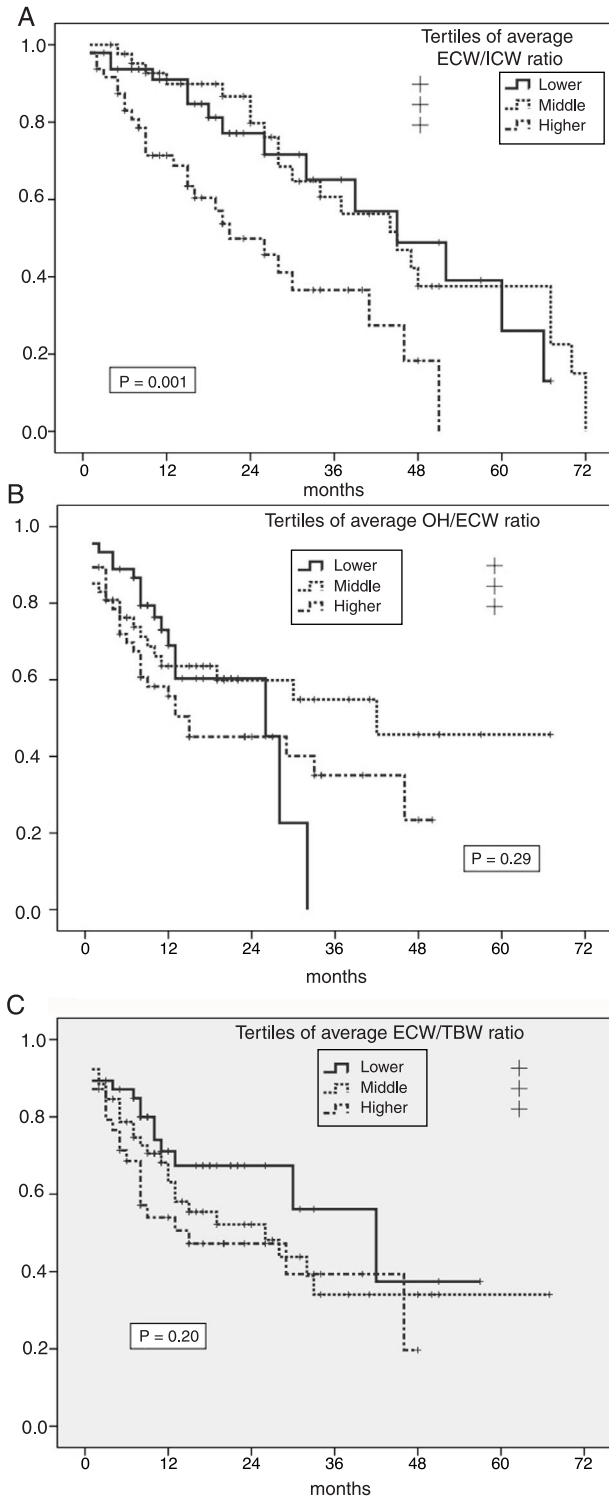 A
Tertiles of average
ECW/ICW ratio
Lower
Middle
Higher
1.0
0.8
0.6
0.4
0.2
0.0
P = 0.001
0 12 24 36 48 60 72
months
B
Tertiles of average OH/ECW ratio
Lower
Middle
Higher
1.0
0.8
0.6
0.4
0.2
0.0
P = 0.29
0 12 24 36 48 60 72
months
C
Tertiles of average ECW/TBW ratio
Lower
Middle
Higher
1.0
0.8
0.6
0.4
0.2
0.0
P = 0.20
0 12 24 36 48 60 72
months